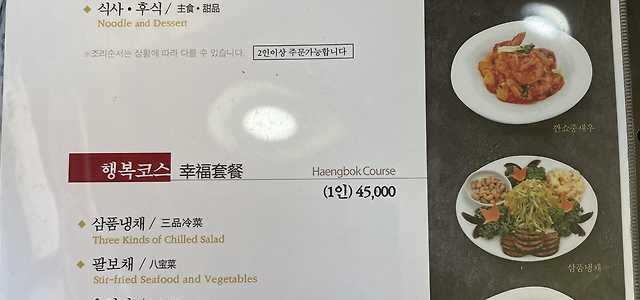 식사 • 후식 / 主食 • 甜品
Noodle and Dessert
※조리순서는 상황에 따라 다를 수 있습니다. 2인이상 주문가능합니다
깐쇼중새우
행복코스 幸福套餐 Haengbok Course
(1인) 45,000
삼품냉채 / 三品冷菜
Three Kinds of Chilled Salad
팔보채 / 八宝菜
Stir-fried Seafood and Vegetables
삼품냉채